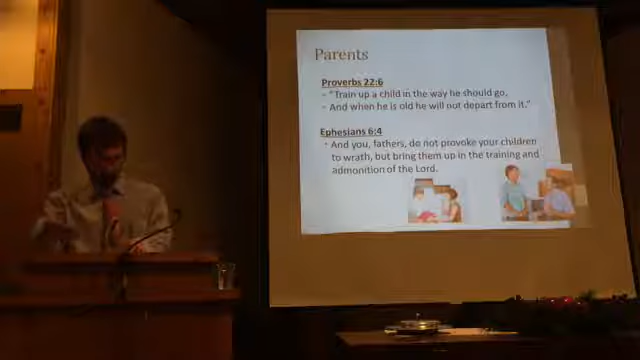 Parents
Proverbs 22:6
- "Train up a child in the way he should go,
- And when he is old he will not depart from it."
Ephesians 6:4
- And you, fathers, do not provoke your children
to wrath, but bring them up in the training and
admonition of the Lord.